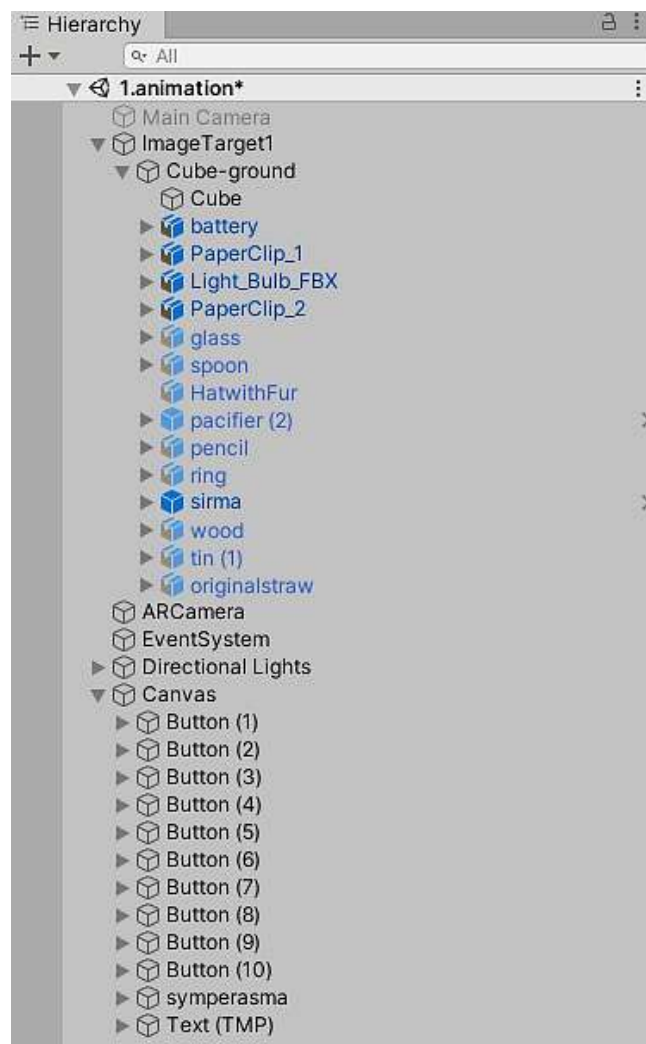 Hierarchy
All
1.animation*
Main Camera
ImageTarget1
Cube-ground
Cube
battery
PaperClip_1
Light_Bulb_FBX
PaperClip_2
glass
spoon
HatwithFur
pacifier (2)
pencil
ring
sirma
wood
tin (1)
originalstraw
ARCamera
EventSystem
Directional Lights
Canvas
Button (1)
Button (2)
Button (3)
Button (4)
Button (5)
Button (6)
Button (7)
Button (8)
Button (9)
Button (10)
symperasma
Text (TMP)